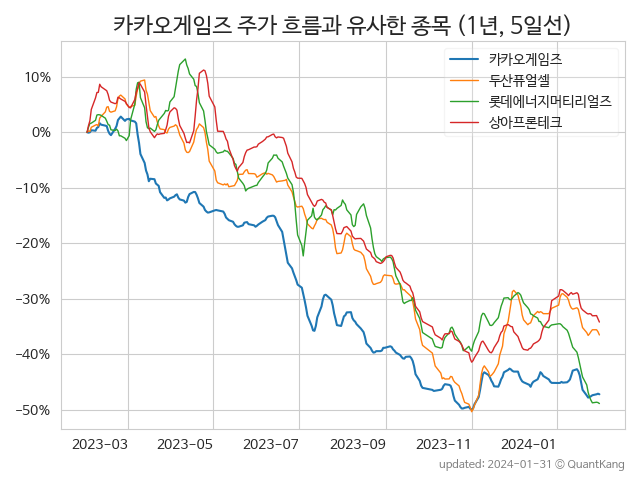 카카오게임즈 주가 흐름과 유사한 종목 (1년, 5일선)
카카오게임즈
두산퓨얼셀
롯데에너지머티리얼즈
상아프론테크
10%
0%
−10%
−20%
−30%
−40%
−50%
2023-03 2023-05 2023-07 2023-09 2023-11 2024-01
updated: 2024-01-31 © QuantKang